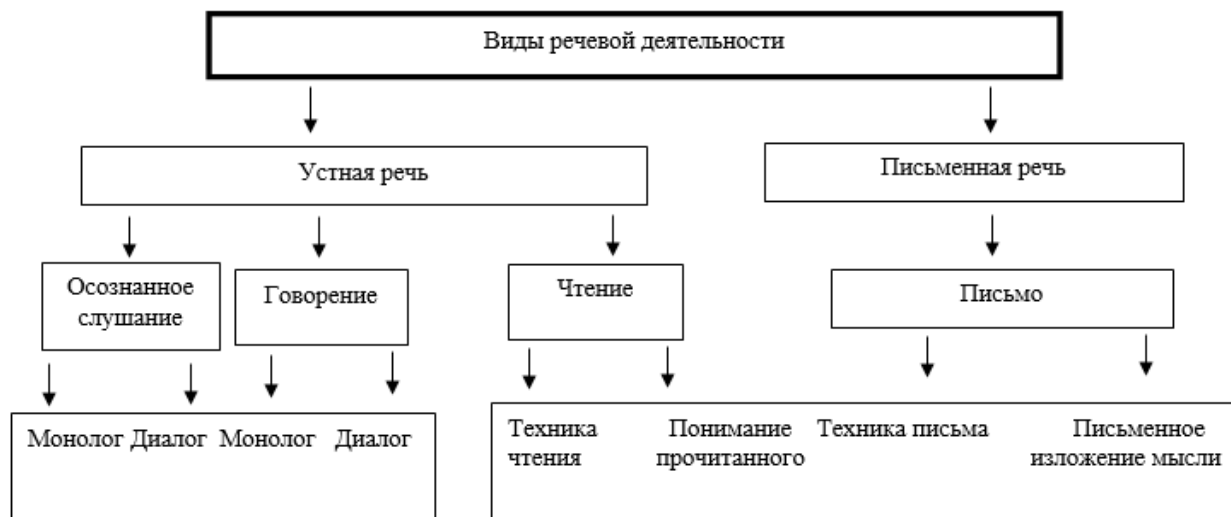 Виды речевой деятельности
Устная речь
Письменная речь
Осознанное
слушание
Говорение
Чтение
Письмо
Монолог Диалог Монолог Диалог
Техника
чтения
Понимание
прочитанного
Техника письма
Письменное
изложение мысли